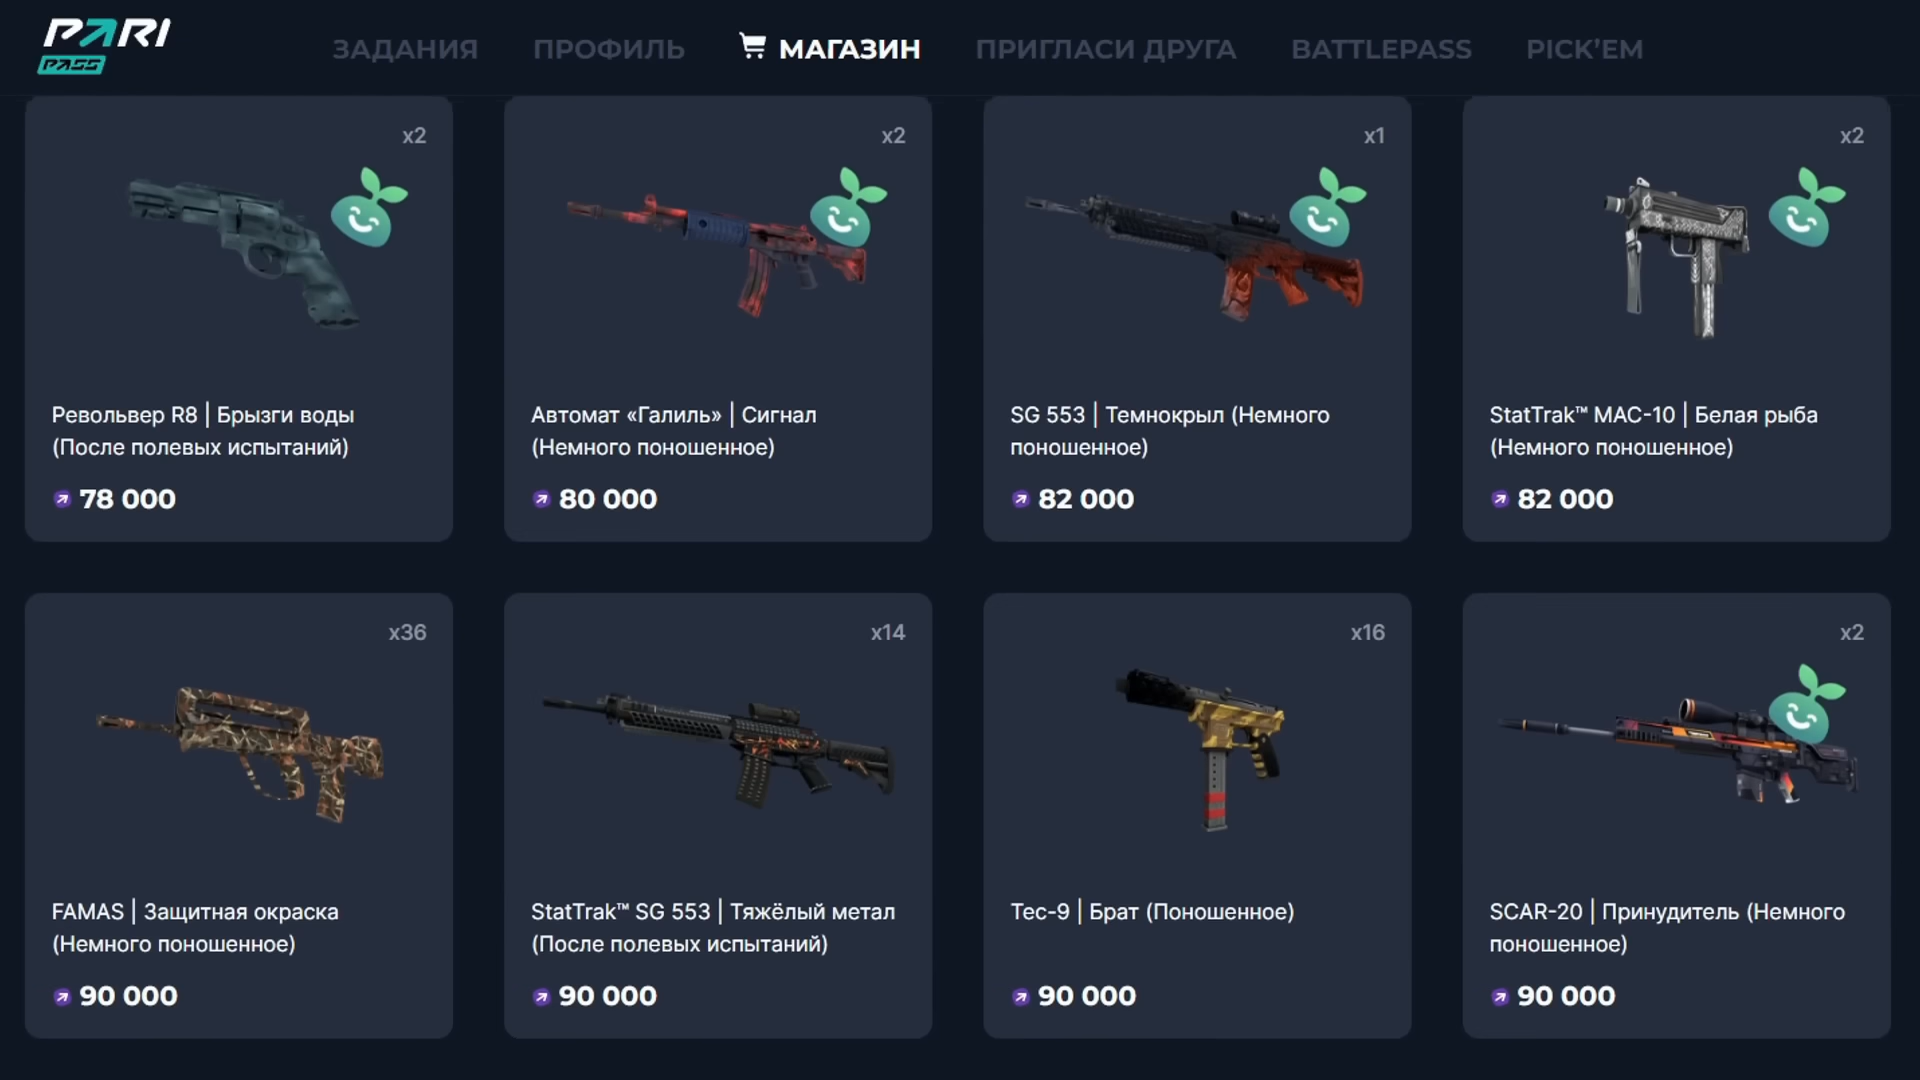 PARI
PASS
ЗАДАНИЯ
ПРОФИЛЬ
МАГАЗИН
ПРИГЛАСИ ДРУГА
BATTLEPASS
PICK’EM
x2
Револьвер R8 | Брызги воды
(После полевых испытаний)
78 000
x2
Автомат «Галиль» | Сигнал
(Немного поношенное)
80 000
x1
SG 553 | Темнокрыл (Немного
поношенное)
82 000
x2
StatTrak™ MAC-10 | Белая рыба
(Немного поношенное)
82 000
x36
FAMAS | Защитная окраска
(Немного поношенное)
90 000
x14
StatTrak™ SG 553 | Тяжёлый метал
(После полевых испытаний)
90 000
x16
Tec-9 | Брат (Поношенное)
90 000
x2
SCAR-20 | Принудитель (Немного
поношенное)
90 000